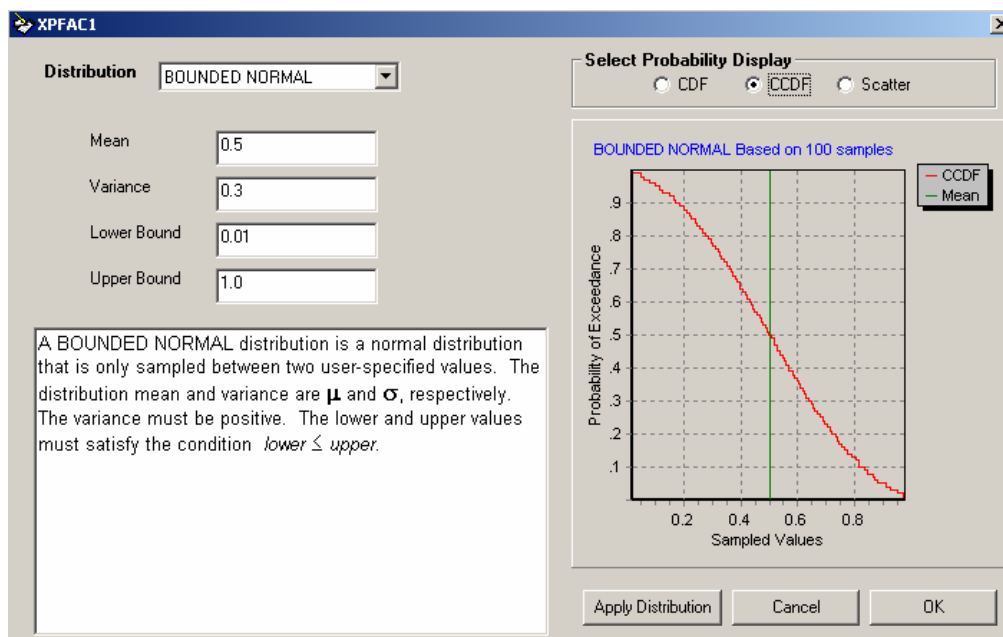 XPFAC1
Distribution
BOUNDED NORMAL
Mean
0.5
Variance
0.3
Lower Bound
0.01
Upper Bound
1.0
A BOUNDED NORMAL distribution is a normal distribution
that is only sampled between two user-specified values. The
distribution mean and variance are μ and σ, respectively.
The variance must be positive. The lower and upper values
must satisfy the condition lower ≤ upper.
Select Probability Display
CDF
CCDF
Scatter
BOUNDED NORMAL Based on 100 samples
CCDF
Mean
Probability of Exceedance
.9
.8
.7
.6
.5
.4
.3
.2
.1
0.2 0.4 0.6 0.8
Sampled Values
Apply Distribution
Cancel
OK